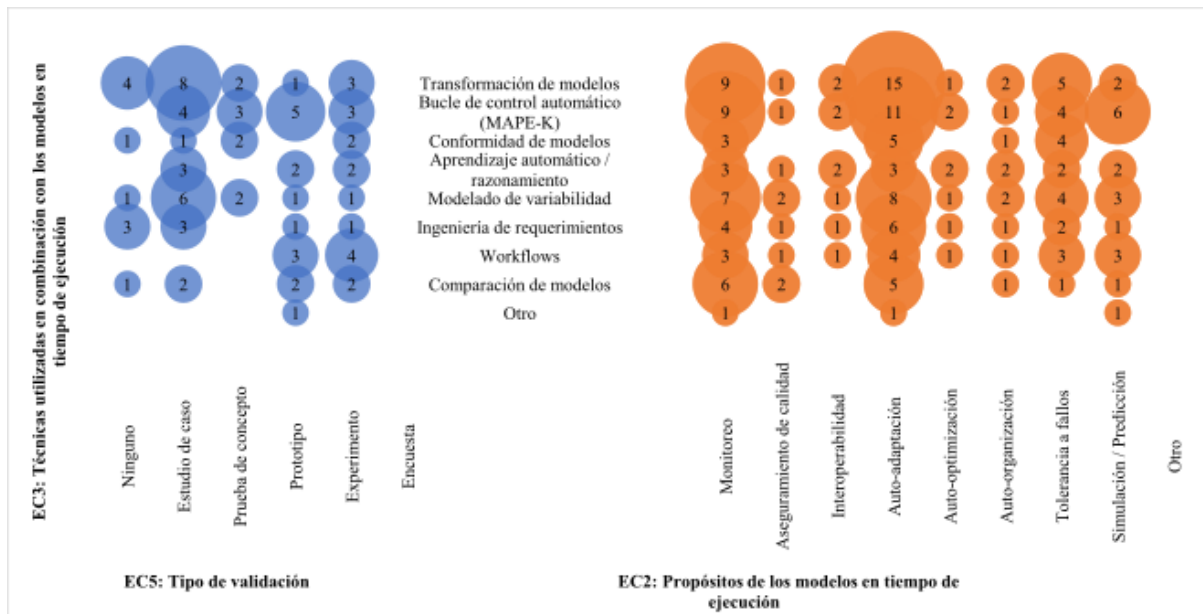 EC3: Técnicas utilizadas en combinación con los modelos en
tiempo de ejecución
4 8 2 1 3 Transformación de modelos 9 1 2 15 1 2 5 2
4 3 5 3 Bucle de control automático 9 1 2 11 2 1 4 6
(MAPE-K)
1 1 2 2 Conformidad de modelos 3 5 1 4
3 2 2 Aprendizaje automático / 3 1 2 3 2 2 2 2
razonamiento
1 6 2 1 1 Modelado de variabilidad 7 2 1 8 1 2 4 3
3 3 1 1 Ingeniería de requerimientos 4 1 1 6 1 1 2 1
3 4 Workflows 3 1 1 4 1 1 3 3
1 2 2 2 Comparación de modelos 6 2 5 1 1 1
1 Otro 1 1 1
Ninguno
Estudio de caso
Prueba de concepto
Prototipo
Experimento
Encuesta
Monitoreo
Aseguramiento de calidad
Interoperabilidad
Auto-adaptación
Auto-optimización
Auto-organización
Tolerancia a fallos
Simulación / Predicción
Otro
EC5: Tipo de validación
EC2: Propósitos de los modelos en tiempo de
ejecución